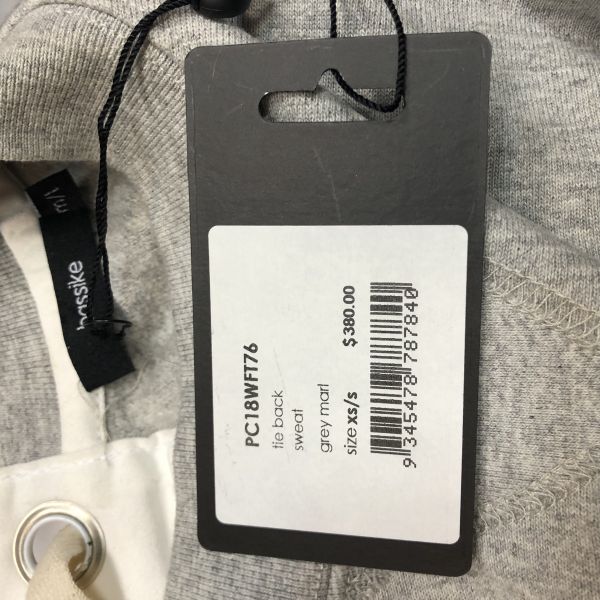 PC18WFT76
tie back
sweat
grey marl
size xs/s
$380.00
9 345478 787840
bassike